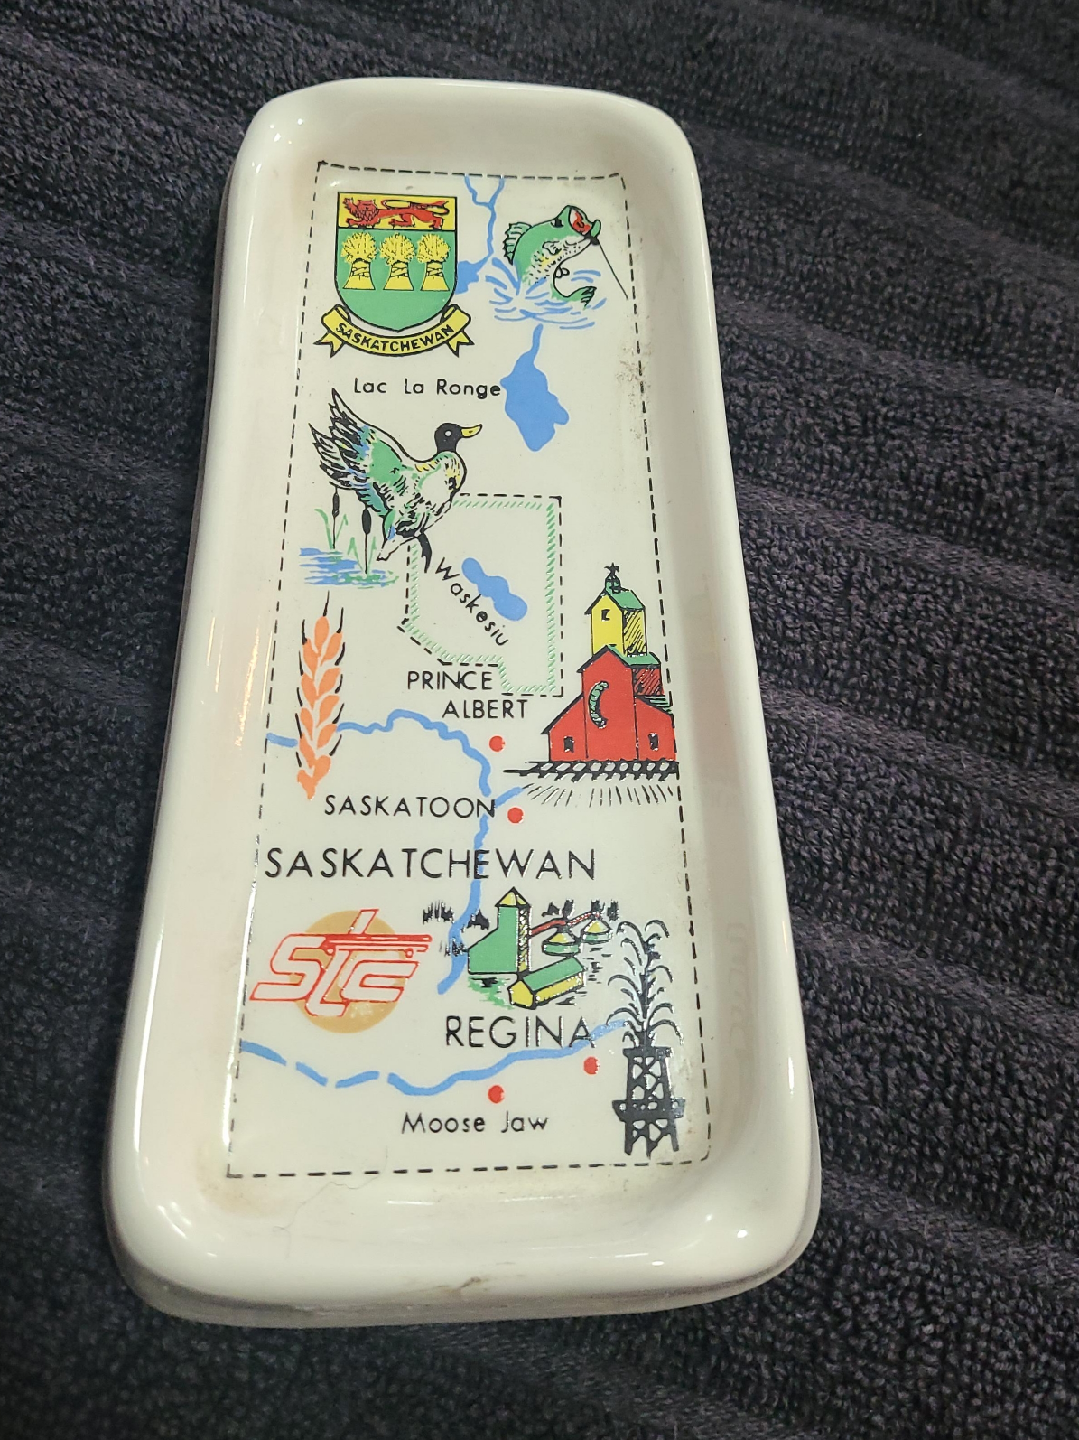 SASKATCHEWAN
Lac La Ronge
Waskesiu
PRINCE
ALBERT
SASKATOON
SASKATCHEWAN
stc
REGINA
Moose Jaw